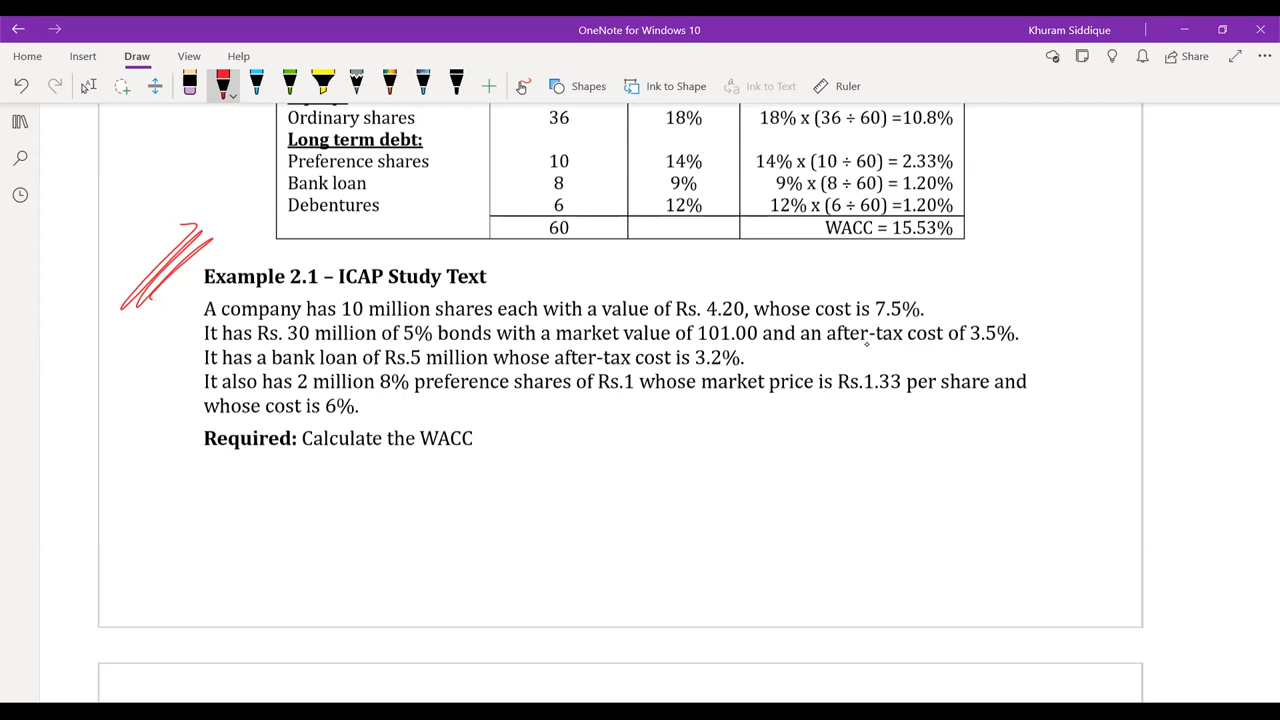 OneNote for Windows 10
Khuram Siddique
Home Insert Draw View Help
Share
Shapes Ink to Shape Ink to Text Ruler
Ordinary shares 36 18% 18% x (36 ÷ 60) =10.8%
Long term debt:
Preference shares 10 14% 14% x (10 ÷ 60) = 2.33%
Bank loan 8 9% 9% x (8 ÷ 60) = 1.20%
Debentures 6 12% 12% x (6 ÷ 60) =1.20%
60 WACC = 15.53%
Example 2.1 – ICAP Study Text
A company has 10 million shares each with a value of Rs. 4.20, whose cost is 7.5%.
It has Rs. 30 million of 5% bonds with a market value of 101.00 and an after-tax cost of 3.5%.
It has a bank loan of Rs.5 million whose after-tax cost is 3.2%.
It also has 2 million 8% preference shares of Rs.1 whose market price is Rs.1.33 per share and
whose cost is 6%.
Required: Calculate the WACC